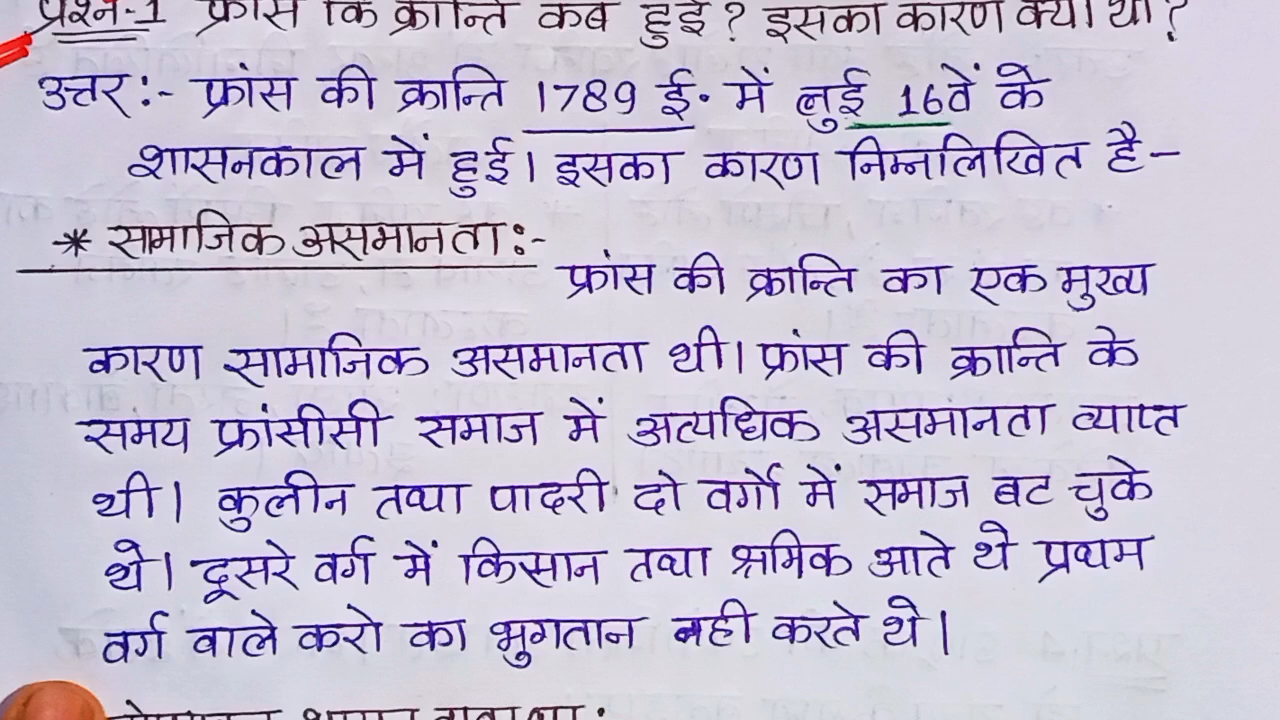 प्रश्न-1 फ्रांस कि क्रान्ति कब हुई? इसका कारण क्या था?
उत्तर:- फ्रांस की क्रान्ति 1789 ई. में लुई 16वें के
शासनकाल में हुई। इसका कारण निम्नलिखित है-
* सामाजिक असमानता:-
फ्रांस की क्रान्ति का एक मुख्य
कारण सामाजिक असमानता थी। फ्रांस की क्रान्ति के
समय फ्रांसीसी समाज में अत्यधिक असमानता व्याप्त
थी। कुलीन तथा पादरी दो वर्गो में समाज बट चुके
थे। दूसरे वर्ग में किसान तथा श्रमिक आते थे प्रथम
वर्ग वाले करो का भुगतान नही करते थे।